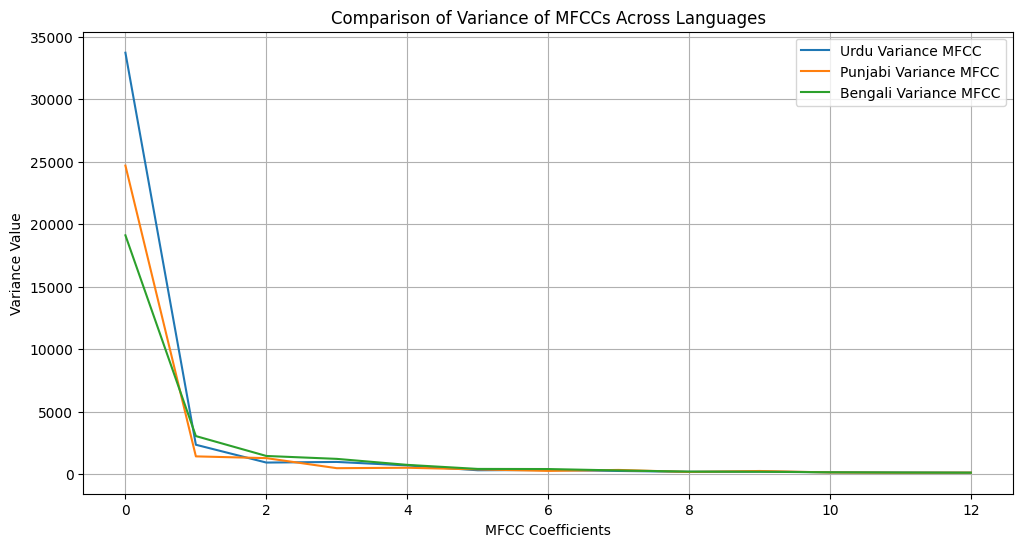 Comparison of Variance of MFCCs Across Languages
35000
30000
25000
20000
15000
10000
5000
0
Variance Value
Urdu Variance MFCC
Punjabi Variance MFCC
Bengali Variance MFCC
0 2 4 6 8 10 12
MFCC Coefficients